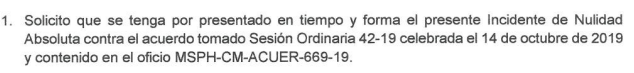 1. Solicito que se tenga por presentado en tiempo y forma el presente Incidente de Nulidad
Absoluta contra el acuerdo tomado Sesión Ordinaria 42-19 celebrada el 14 de octubre de 2019
y contenido en el oficio MSPH-CM-ACUER-669-19.